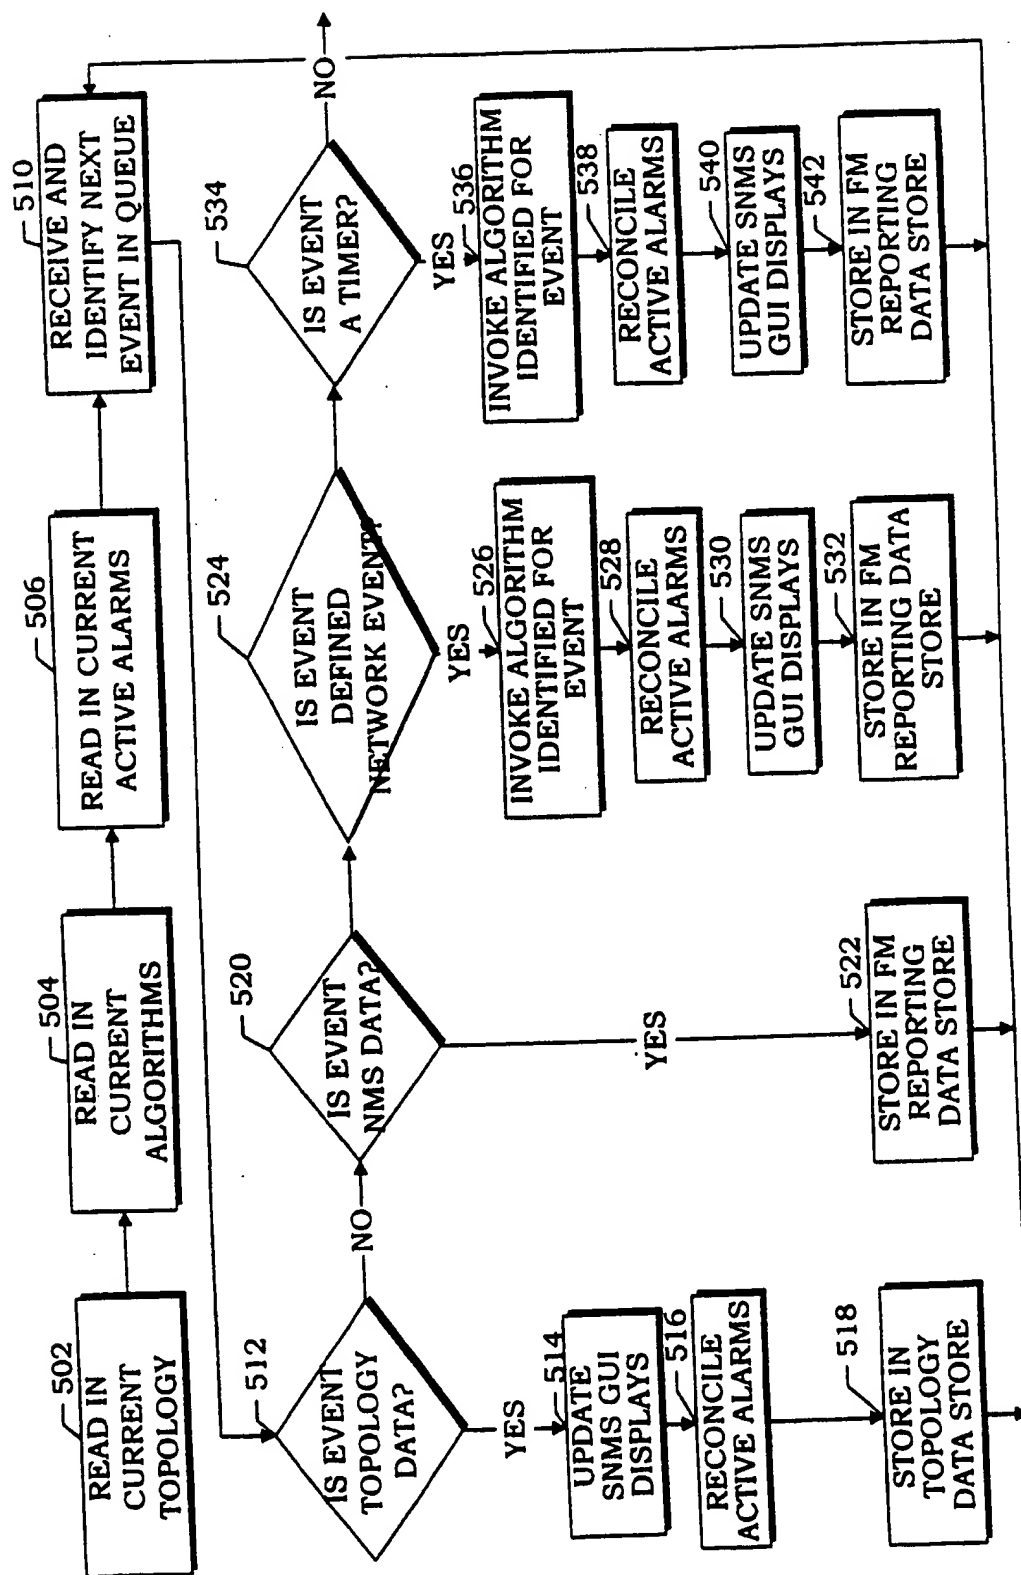 502
READ IN
CURRENT
TOPOLOGY
504
READ IN
CURRENT
ALGORITHMS
506
READ IN CURRENT
ACTIVE ALARMS
510
RECEIVE AND
IDENTIFY NEXT
EVENT IN QUEUE
512
IS EVENT
TOPOLOGY
DATA?
NO
YES
514
UPDATE
SNMS GUI
DISPLAYS
516
RECONCILE
ACTIVE ALARMS
518
STORE IN
TOPOLOGY
DATA STORE
520
IS EVENT
NMS DATA?
YES
522
STORE IN FM
REPORTING
DATA STORE
524
IS EVENT
DEFINED
NETWORK EVENT?
YES
526
INVOKE ALGORITHM
IDENTIFIED FOR
EVENT
528
RECONCILE
ACTIVE ALARMS
530
UPDATE SNMS
GUI DISPLAYS
532
STORE IN FM
REPORTING DATA
STORE
534
IS EVENT
A TIMER?
NO
YES
536
INVOKE ALGORITHM
IDENTIFIED FOR
EVENT
538
RECONCILE
ACTIVE ALARMS
540
UPDATE SNMS
GUI DISPLAYS
542
STORE IN FM
REPORTING
DATA STORE